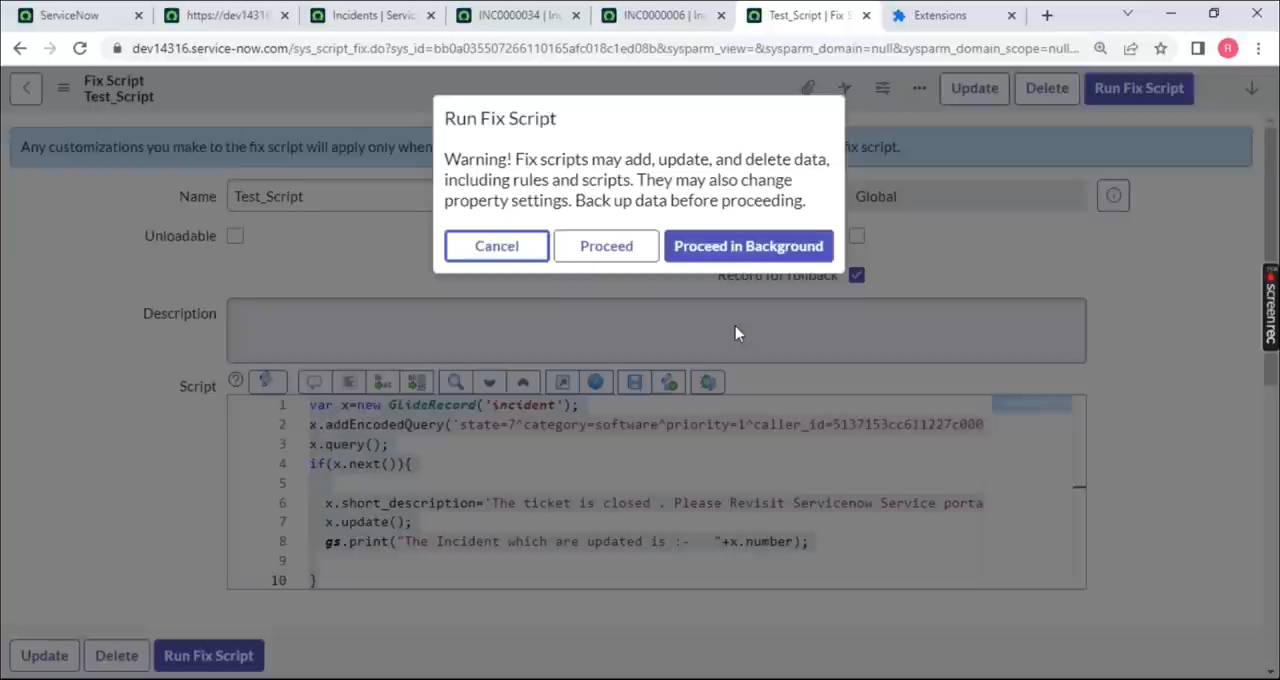 ServiceNow
https://dev1431
Incidents | Servic
INC0000034 | In
INC0000006 | In
Test_Script | Fix S
Extensions
dev14316.service-now.com/sys_script_fix.do?sys_id=bb0a035507266110165afc018c1ed08b&sysparm_view=&sysparm_domain=null&sysparm_domain_scope=null...
R
Fix Script
Test_Script
Update
Delete
Run Fix Script
Run Fix Script
Any customizations you make to the fix script will apply only when
fix script.
Warning! Fix scripts may add, update, and delete data,
including rules and scripts. They may also change
property settings. Back up data before proceeding.
Name
Test_Script
Global
Unloadable
Cancel
Proceed
Proceed in Background
Record for rollback
Description
Script
1 var x=new GlideRecord('incident');
2 x.addEncodedQuery('state=7^category=software^priority=1^caller_id=5137153cc611227c000
3 x.query();
4 if(x.next()){
5
6 x.short_description='The ticket is closed . Please Revisit Servicenow Service porta
7 x.update();
8 gs.print("The Incident which are updated is :- "+x.number);
9
10 }
Update
Delete
Run Fix Script
screenrec